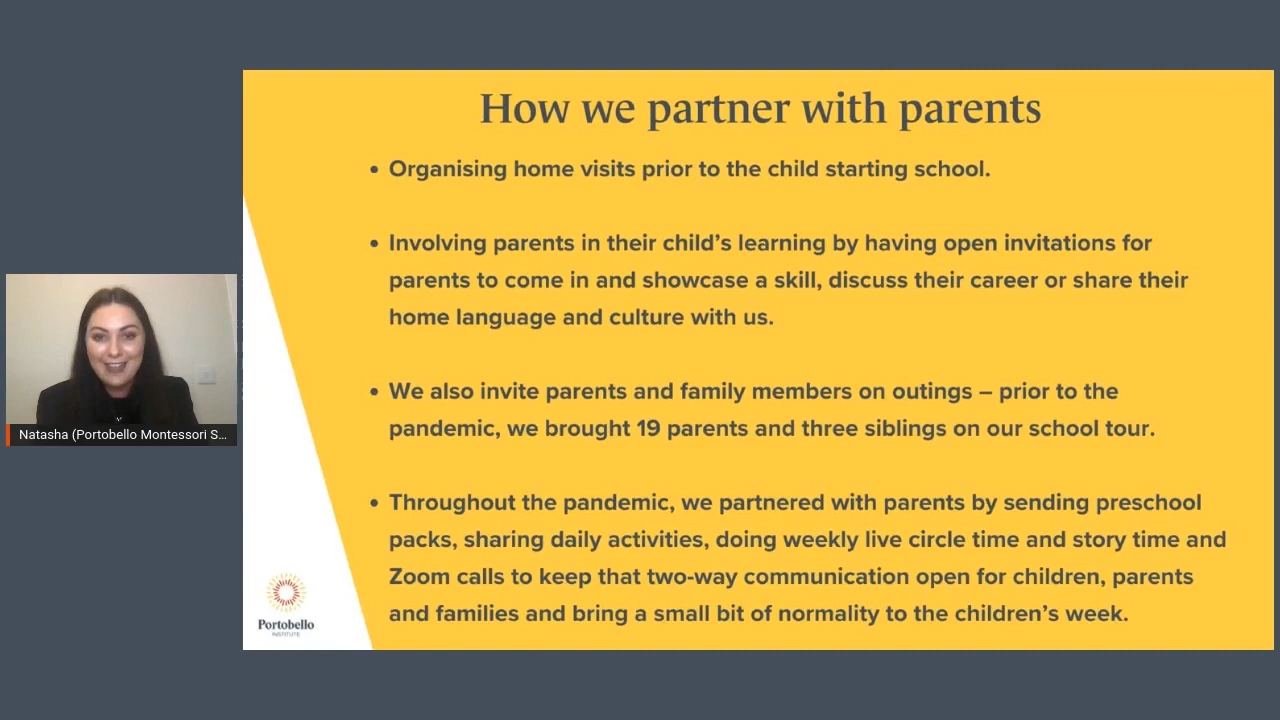 How we partner with parents
• Organising home visits prior to the child starting school.
• Involving parents in their child’s learning by having open invitations for
parents to come in and showcase a skill, discuss their career or share their
home language and culture with us.
• We also invite parents and family members on outings – prior to the
pandemic, we brought 19 parents and three siblings on our school tour.
• Throughout the pandemic, we partnered with parents by sending preschool
packs, sharing daily activities, doing weekly live circle time and story time and
Zoom calls to keep that two-way communication open for children, parents
and families and bring a small bit of normality to the children’s week.
Natasha (Portobello Montessori S...
Portobello
INSTITUTE